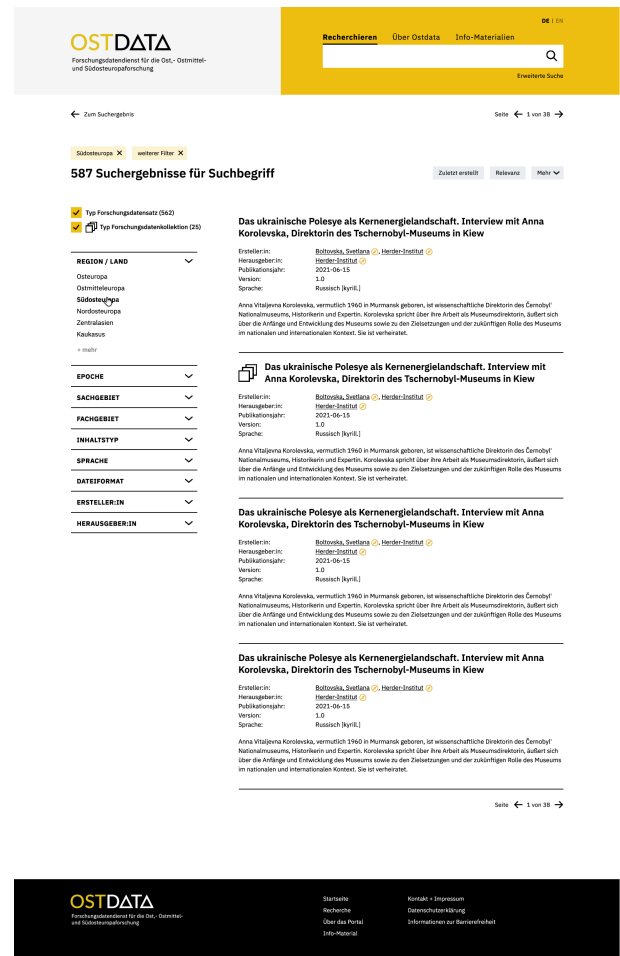 DE | EN
OSTDATA
Forschungsdatendienst für die Ost,- Ostmittel-
und Südosteuropaforschung
Recherchieren Über Ostdata Info-Materialien
Erweiterte Suche
← Zum Suchergebnis
Seite ← 1 von 38 →
Südosteuropa ✕ weiterer Filter ✕
587 Suchergebnisse für Suchbegriff
Zuletzt erstellt Relevanz Mehr
Typ Forschungsdatensatz (562)
Typ Forschungsdatenkollektion (25)
REGION / LAND
Osteuropa
Ostmitteleuropa
Südosteuropa
Nordosteuropa
Zentralasien
Kaukasus
+ mehr
EPOCHE
SACHGEBIET
FACHGEBIET
INHALTSTYP
SPRACHE
DATEIFORMAT
ERSTELLER:IN
HERAUSGEBER:IN
Das ukrainische Polesye als Kernenergielandschaft. Interview mit Anna
Korolevska, Direktorin des Tschernobyl-Museums in Kiew
Ersteller:in: Boltovska, Svetlana, Herder-Institut
Herausgeber:in: Herder-Institut
Publikationsjahr: 2021-06-15
Version: 1.0
Sprache: Russisch [kyrill.]
Anna Vitaljevna Korolevska, vermutlich 1960 in Murmansk geboren, ist wissenschaftliche Direktorin des Černobyl'
Nationalmuseums, Historikerin und Expertin. Korolevska spricht über ihre Arbeit als Museumsdirektorin, äußert sich
über die Anfänge und Entwicklung des Museums sowie zu den Zielsetzungen und der zukünftigen Rolle des Museums
im nationalen und internationalen Kontext. Sie ist verheiratet.
Das ukrainische Polesye als Kernenergielandschaft. Interview mit
Anna Korolevska, Direktorin des Tschernobyl-Museums in Kiew
Ersteller:in: Boltovska, Svetlana, Herder-Institut
Herausgeber:in: Herder-Institut
Publikationsjahr: 2021-06-15
Version: 1.0
Sprache: Russisch [kyrill.]
Anna Vitaljevna Korolevska, vermutlich 1960 in Murmansk geboren, ist wissenschaftliche Direktorin des Černobyl'
Nationalmuseums, Historikerin und Expertin. Korolevska spricht über ihre Arbeit als Museumsdirektorin, äußert sich
über die Anfänge und Entwicklung des Museums sowie zu den Zielsetzungen und der zukünftigen Rolle des Museums
im nationalen und internationalen Kontext. Sie ist verheiratet.
Das ukrainische Polesye als Kernenergielandschaft. Interview mit Anna
Korolevska, Direktorin des Tschernobyl-Museums in Kiew
Ersteller:in: Boltovska, Svetlana, Herder-Institut
Herausgeber:in: Herder-Institut
Publikationsjahr: 2021-06-15
Version: 1.0
Sprache: Russisch [kyrill.]
Anna Vitaljevna Korolevska, vermutlich 1960 in Murmansk geboren, ist wissenschaftliche Direktorin des Černobyl'
Nationalmuseums, Historikerin und Expertin. Korolevska spricht über ihre Arbeit als Museumsdirektorin, äußert sich
über die Anfänge und Entwicklung des Museums sowie zu den Zielsetzungen und der zukünftigen Rolle des Museums
im nationalen und internationalen Kontext. Sie ist verheiratet.
Das ukrainische Polesye als Kernenergielandschaft. Interview mit Anna
Korolevska, Direktorin des Tschernobyl-Museums in Kiew
Ersteller:in: Boltovska, Svetlana, Herder-Institut
Herausgeber:in: Herder-Institut
Publikationsjahr: 2021-06-15
Version: 1.0
Sprache: Russisch [kyrill.]
Anna Vitaljevna Korolevska, vermutlich 1960 in Murmansk geboren, ist wissenschaftliche Direktorin des Černobyl'
Nationalmuseums, Historikerin und Expertin. Korolevska spricht über ihre Arbeit als Museumsdirektorin, äußert sich
über die Anfänge und Entwicklung des Museums sowie zu den Zielsetzungen und der zukünftigen Rolle des Museums
im nationalen und internationalen Kontext. Sie ist verheiratet.
Seite ← 1 von 38 →
OSTDATA
Forschungsdatendienst für die Ost,- Ostmittel-
und Südosteuropaforschung
Startseite
Recherche
Über das Portal
Info-Material
Kontakt + Impressum
Datenschutzerklärung
Informationen zur Barrierefreiheit